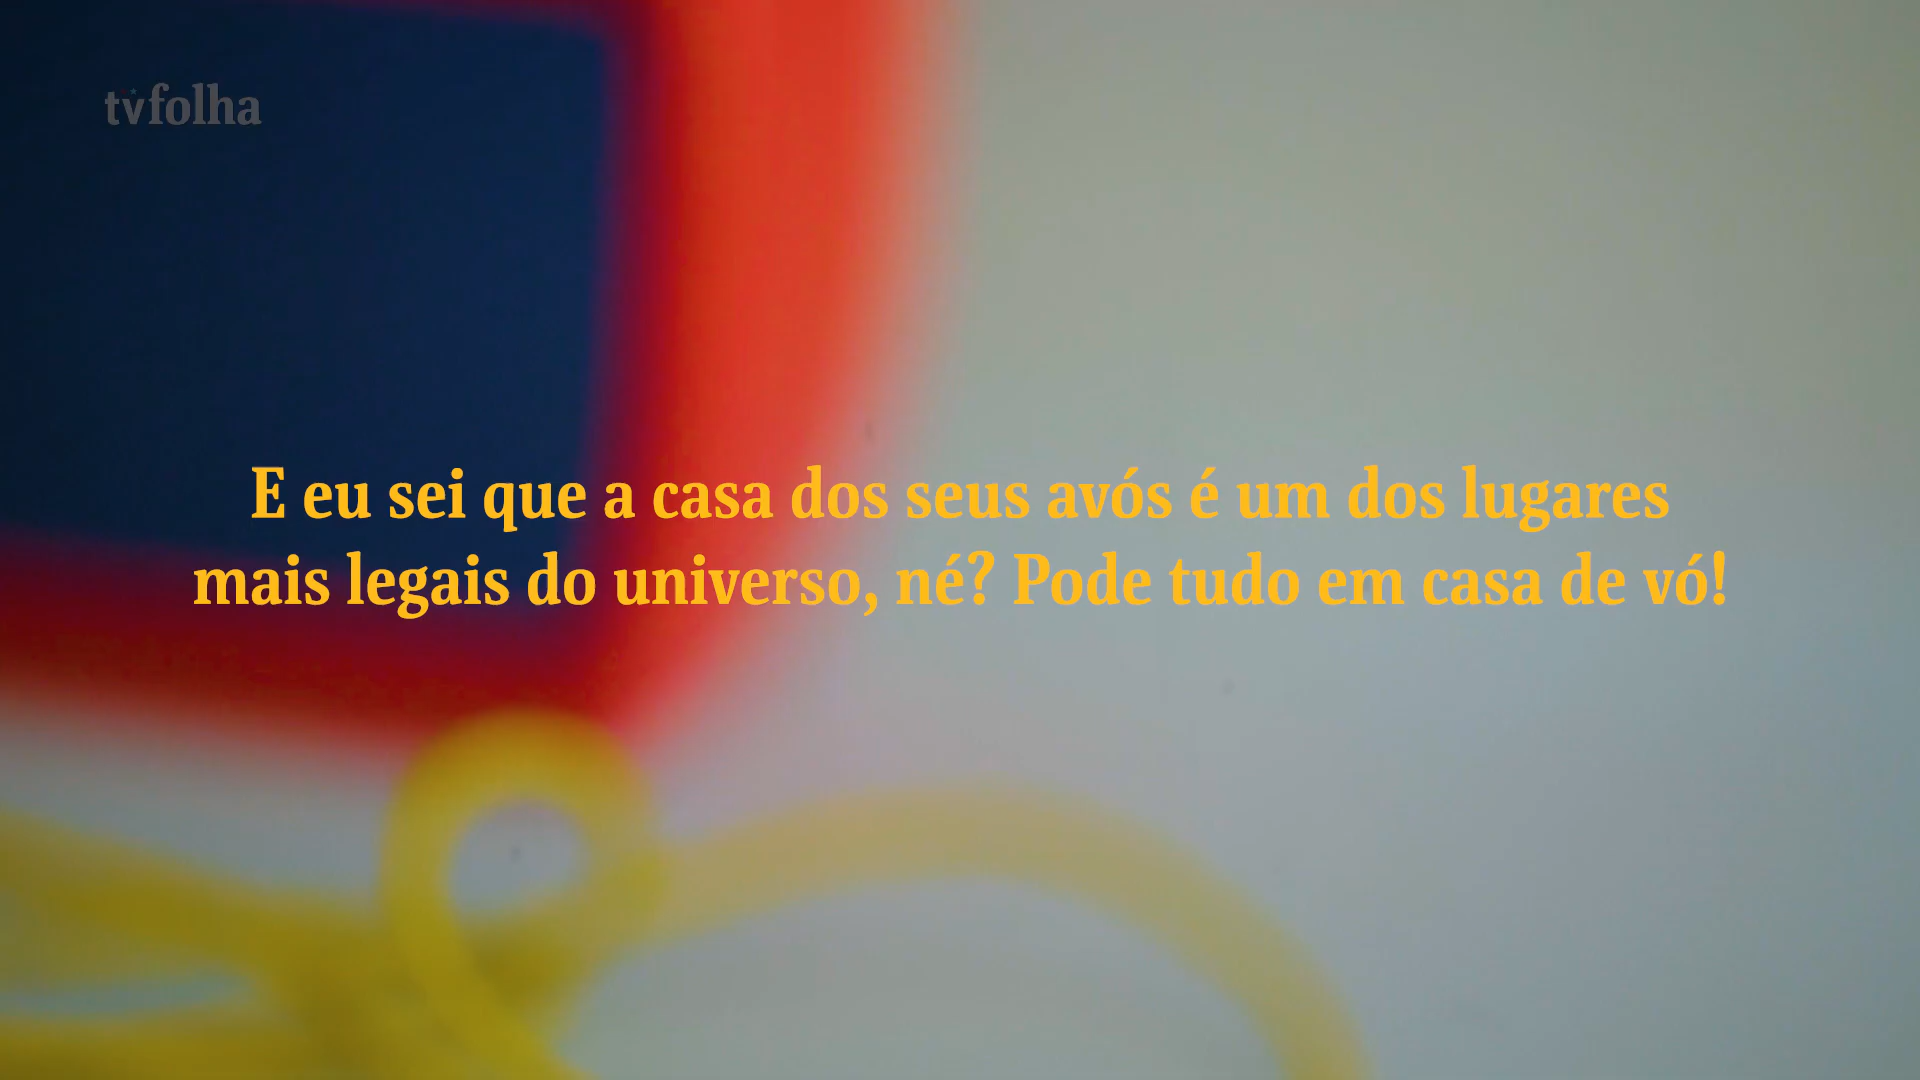 tvfolha
E eu sei que a casa dos seus avós é um dos lugares
mais legais do universo, né? Pode tudo em casa de vó!